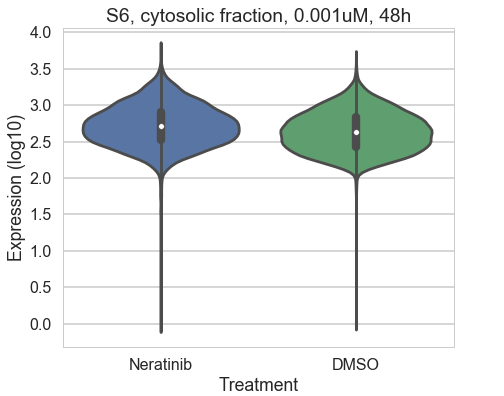 S6, cytosolic fraction, 0.001uM, 48h
Expression (log10)
4.0
3.5
3.0
2.5
2.0
1.5
1.0
0.5
0.0
Neratinib
DMSO
Treatment